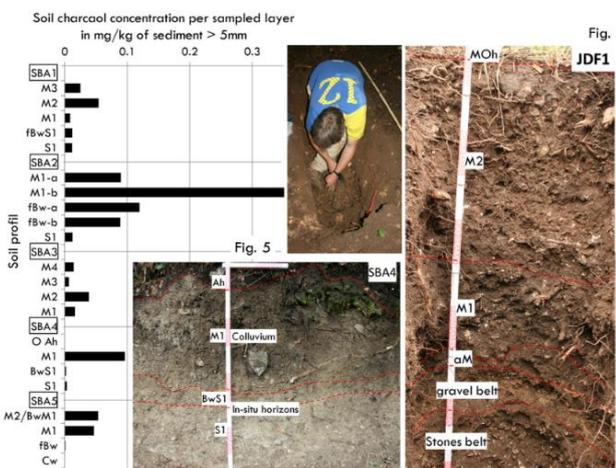 Soil charcaol concentration per sampled layer
in mg/kg of sediment > 5mm
0 0.1 0.2 0.3
Soil profil
SBA1
M3
M2
M1
fBwS1
S1
SBA2
M1-a
M1-b
fBw-a
fBw-b
S1
SBA3
M4
M3
M2
M1
SBA4
O Ah
M1
BwS1
S1
SBA5
M2/BwM1
M1
fBw
Cw
12
Fig. 5
SBA4
Ah
M1 Colluvium
BwS1
In-situ horizons
S1
Fig.
JDF1
MOh
M2
M1
aM
gravel belt
Stones belt